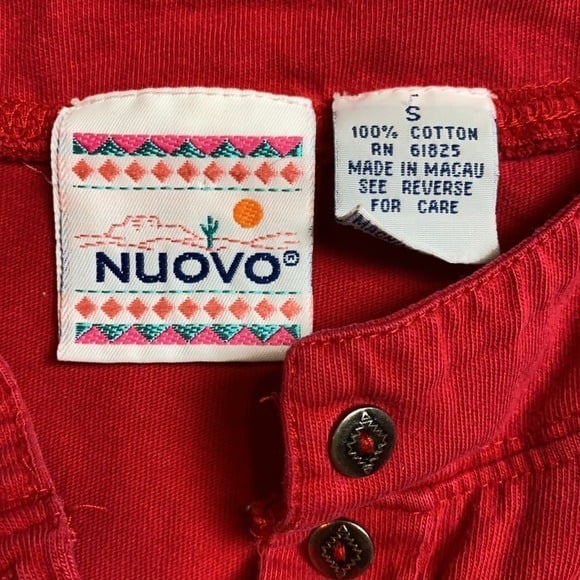 NUOVO®
S
100% COTTON
RN 61825
MADE IN MACAU
SEE REVERSE
FOR CARE